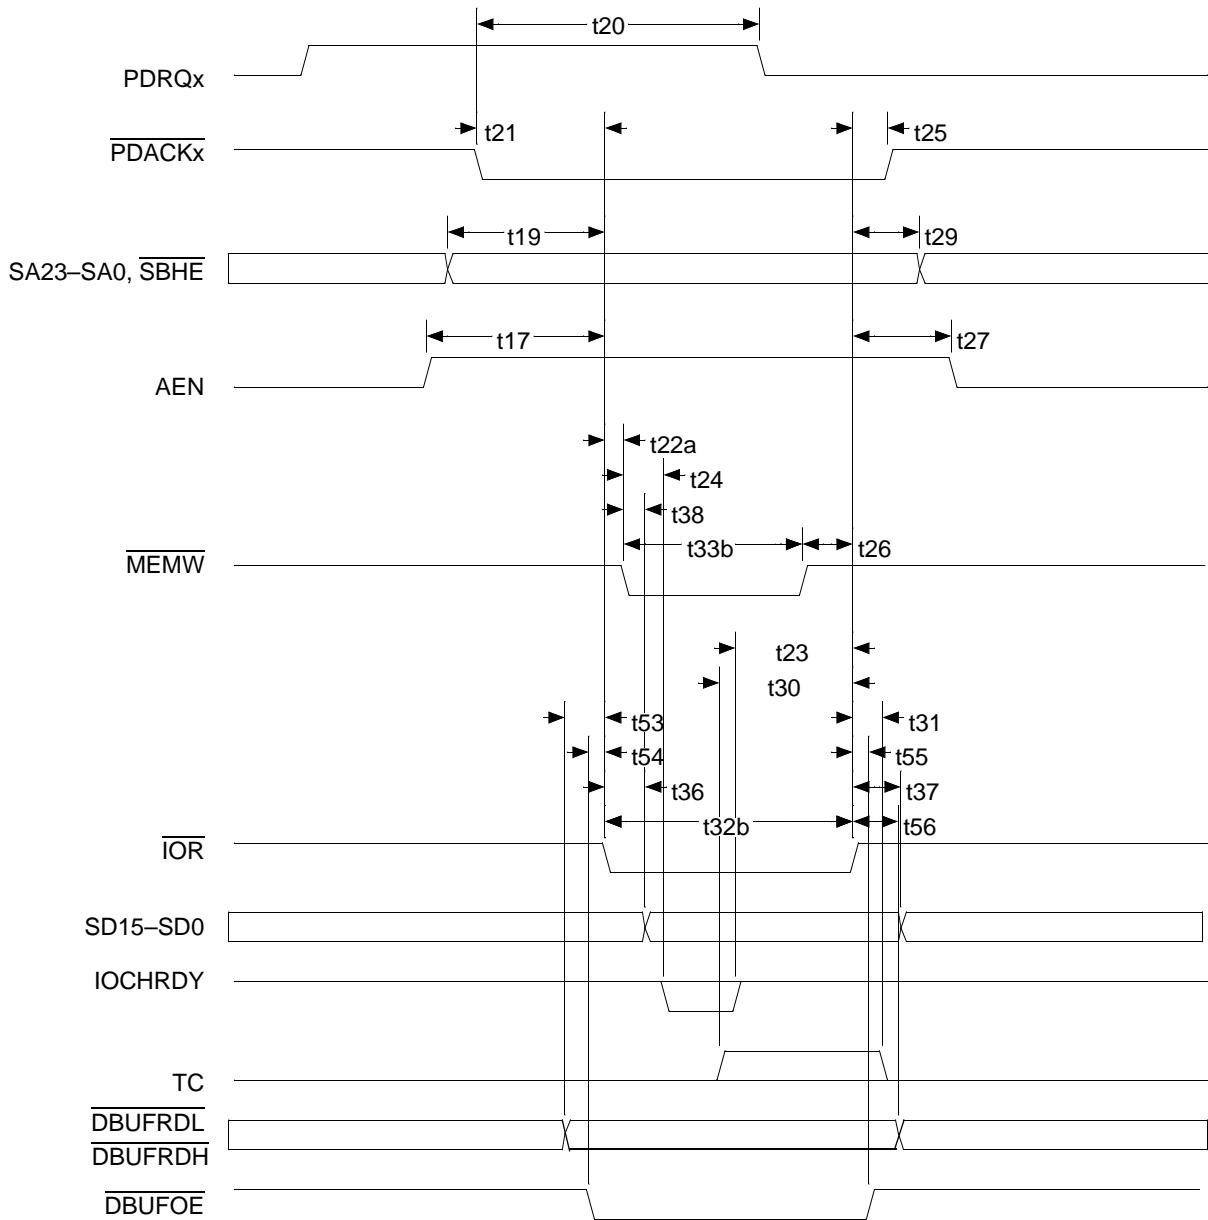 t20
PDRQx
t21
t25
PDACKx
t19
t29
SA23–SA0, SBHE
t17
t27
AEN
t22a
t24
t38
t33b
t26
MEMW
t23
t30
t53
t31
t54
t55
t36
t37
t32b
t56
IOR
SD15–SD0
IOCHRDY
TC
DBUFRDL
DBUFRDH
DBUFOE